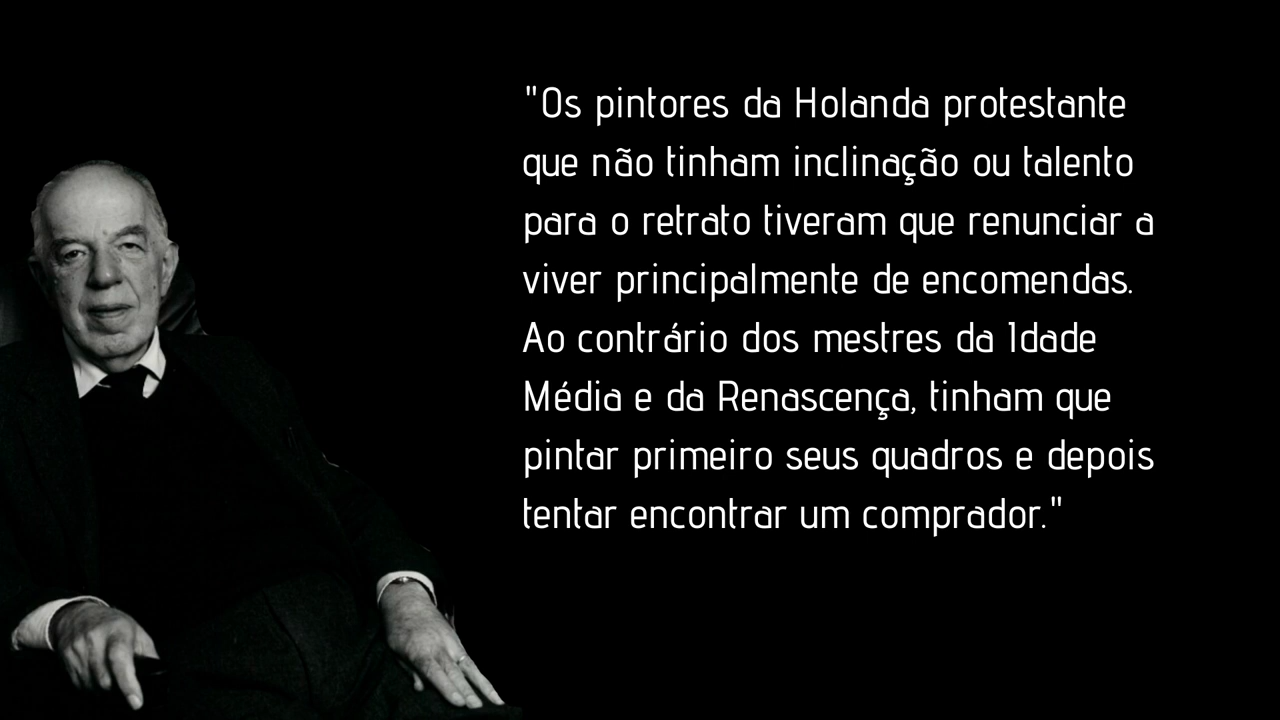 "Os pintores da Holanda protestante
que não tinham inclinação ou talento
para o retrato tiveram que renunciar a
viver principalmente de encomendas.
Ao contrário dos mestres da Idade
Média e da Renascença, tinham que
pintar primeiro seus quadros e depois
tentar encontrar um comprador."